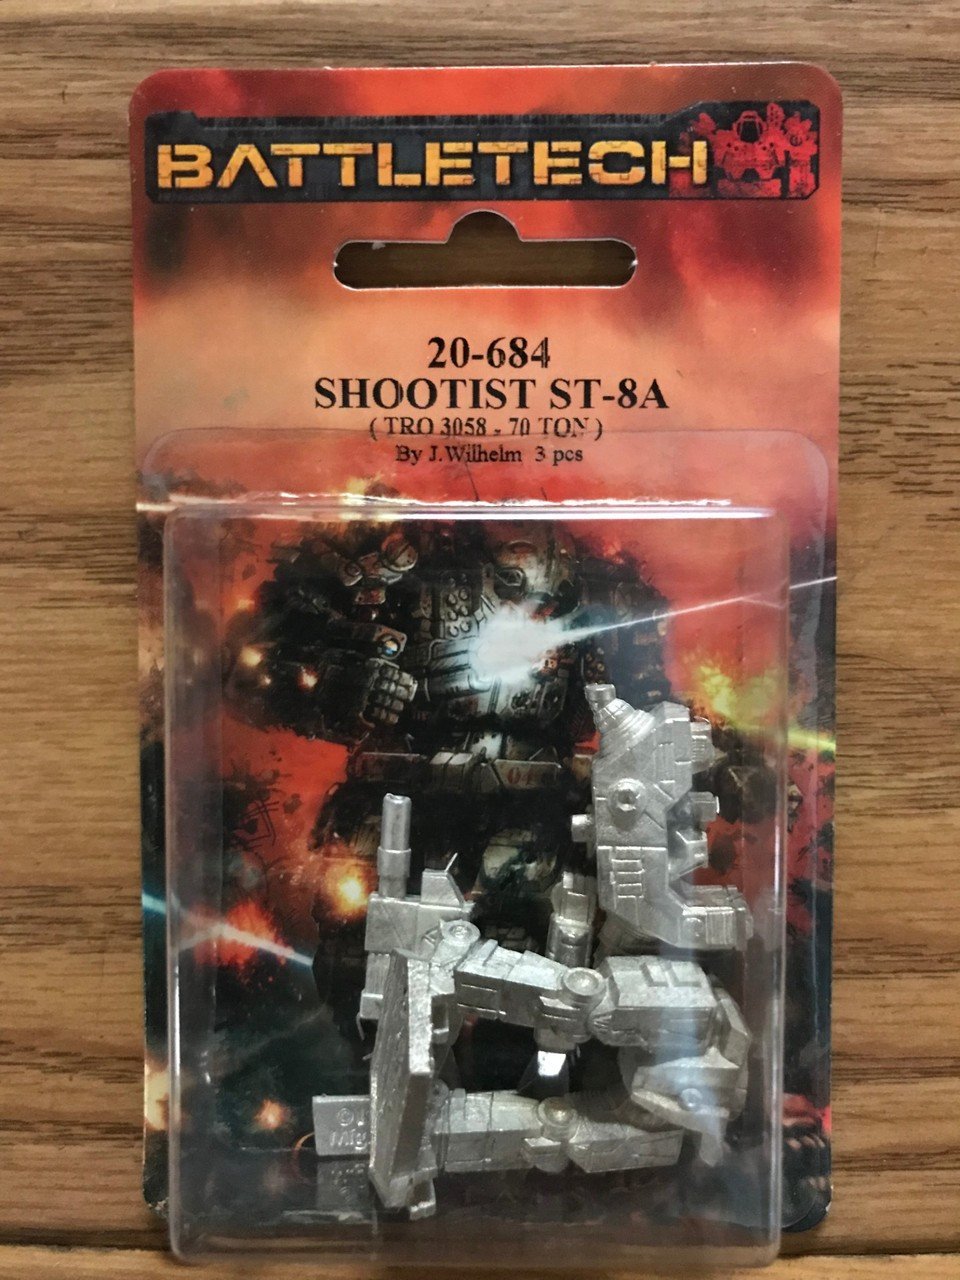 BATTLETECH
20-684
SHOOTIST ST-8A
( TRO 3058 - 70 TON )
By J.Wilhelm 3 pcs